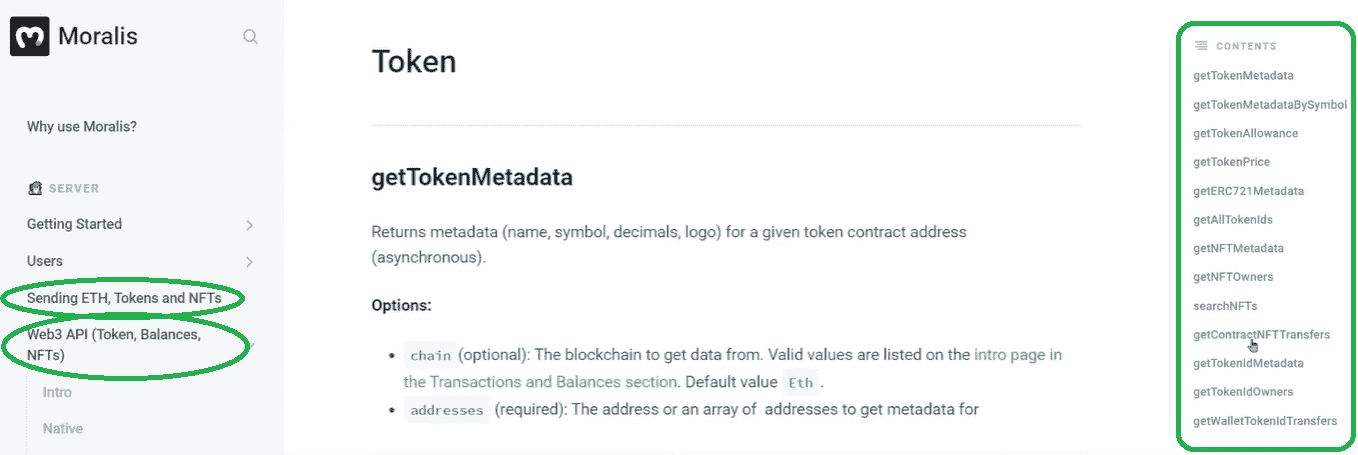 Moralis
Why use Moralis?
SERVER
Getting Started
Users
Sending ETH, Tokens and NFTs
Web3 API (Token, Balances,
NFTs)
Intro
Native
Token
getTokenMetadata
Returns metadata (name, symbol, decimals, logo) for a given token contract address
(asynchronous).
Options:
• chain (optional): The blockchain to get data from. Valid values are listed on the intro page in
the Transactions and Balances section. Default value Eth .
• addresses (required): The address or an array of addresses to get metadata for
CONTENTS
getTokenMetadata
getTokenMetadataBySymbol
getTokenAllowance
getTokenPrice
getERC721Metadata
getAllTokenIds
getNFTMetadata
getNFTOwners
searchNFTs
getContractNFTTransfers
getTokenIdMetadata
getTokenIdOwners
getWalletTokenIdTransfers